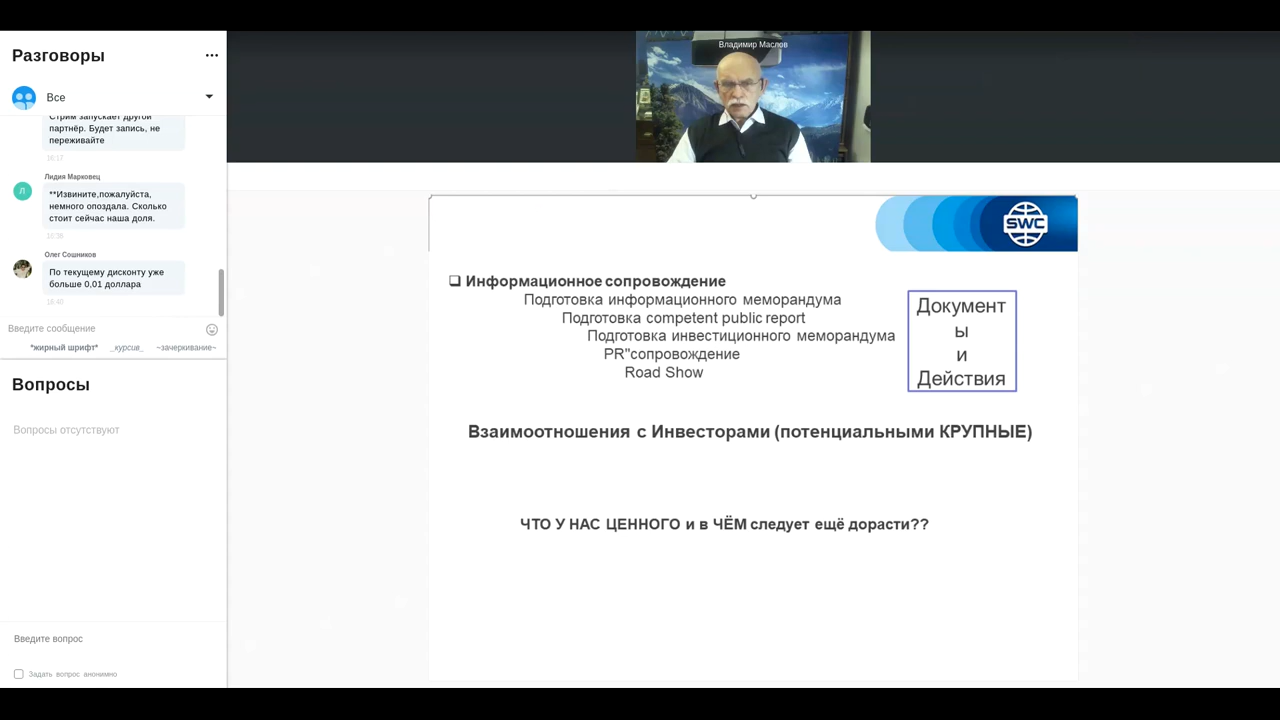 Разговоры
Все
Стрим запускает другой
партнёр. Будет запись, не
переживайте
16:17
Лидия Марковец
Л
**Извините,пожалуйста,
немного опоздала. Сколько
стоит сейчас наша доля.
Олег Сошников
По текущему дисконту уже
больше 0,01 доллара
18:40
Введите сообщение
*жирный шрифт* _курсив_ ~зачеркивание~
Вопросы
Вопросы отсутствуют
Введите вопрос
Задать вопрос анонимно
Владимир Маслов
SWC
❑ Информационное сопровождение
Подготовка информационного меморандума
Подготовка competent public report
Подготовка инвестиционного меморандума
PR"сопровождение
Road Show
Документ
ы
и
Действия
Взаимоотношения с Инвесторами (потенциальными КРУПНЫЕ)
ЧТО У НАС ЦЕННОГО и в ЧЁМ следует ещё дорасти??